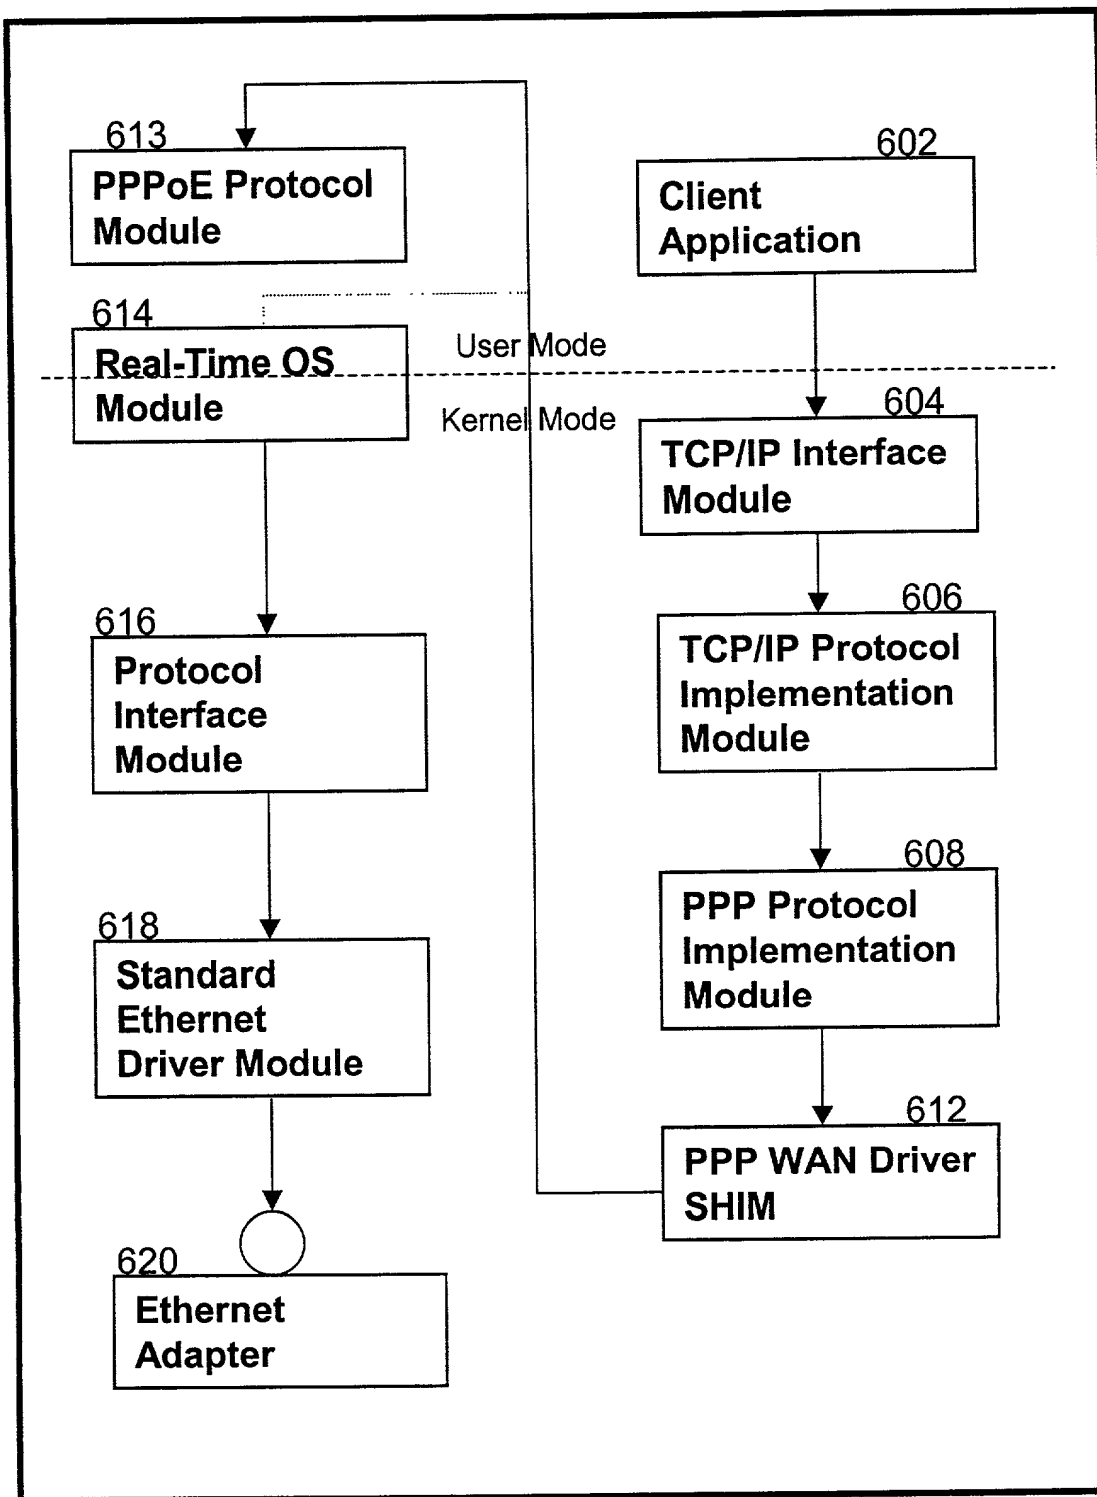 613
PPPoE Protocol
Module
602
Client
Application
614
Real-Time OS
Module
User Mode
Kernel Mode
604
TCP/IP Interface
Module
616
Protocol
Interface
Module
606
TCP/IP Protocol
Implementation
Module
618
Standard
Ethernet
Driver Module
608
PPP Protocol
Implementation
Module
612
PPP WAN Driver
SHIM
620
Ethernet
Adapter